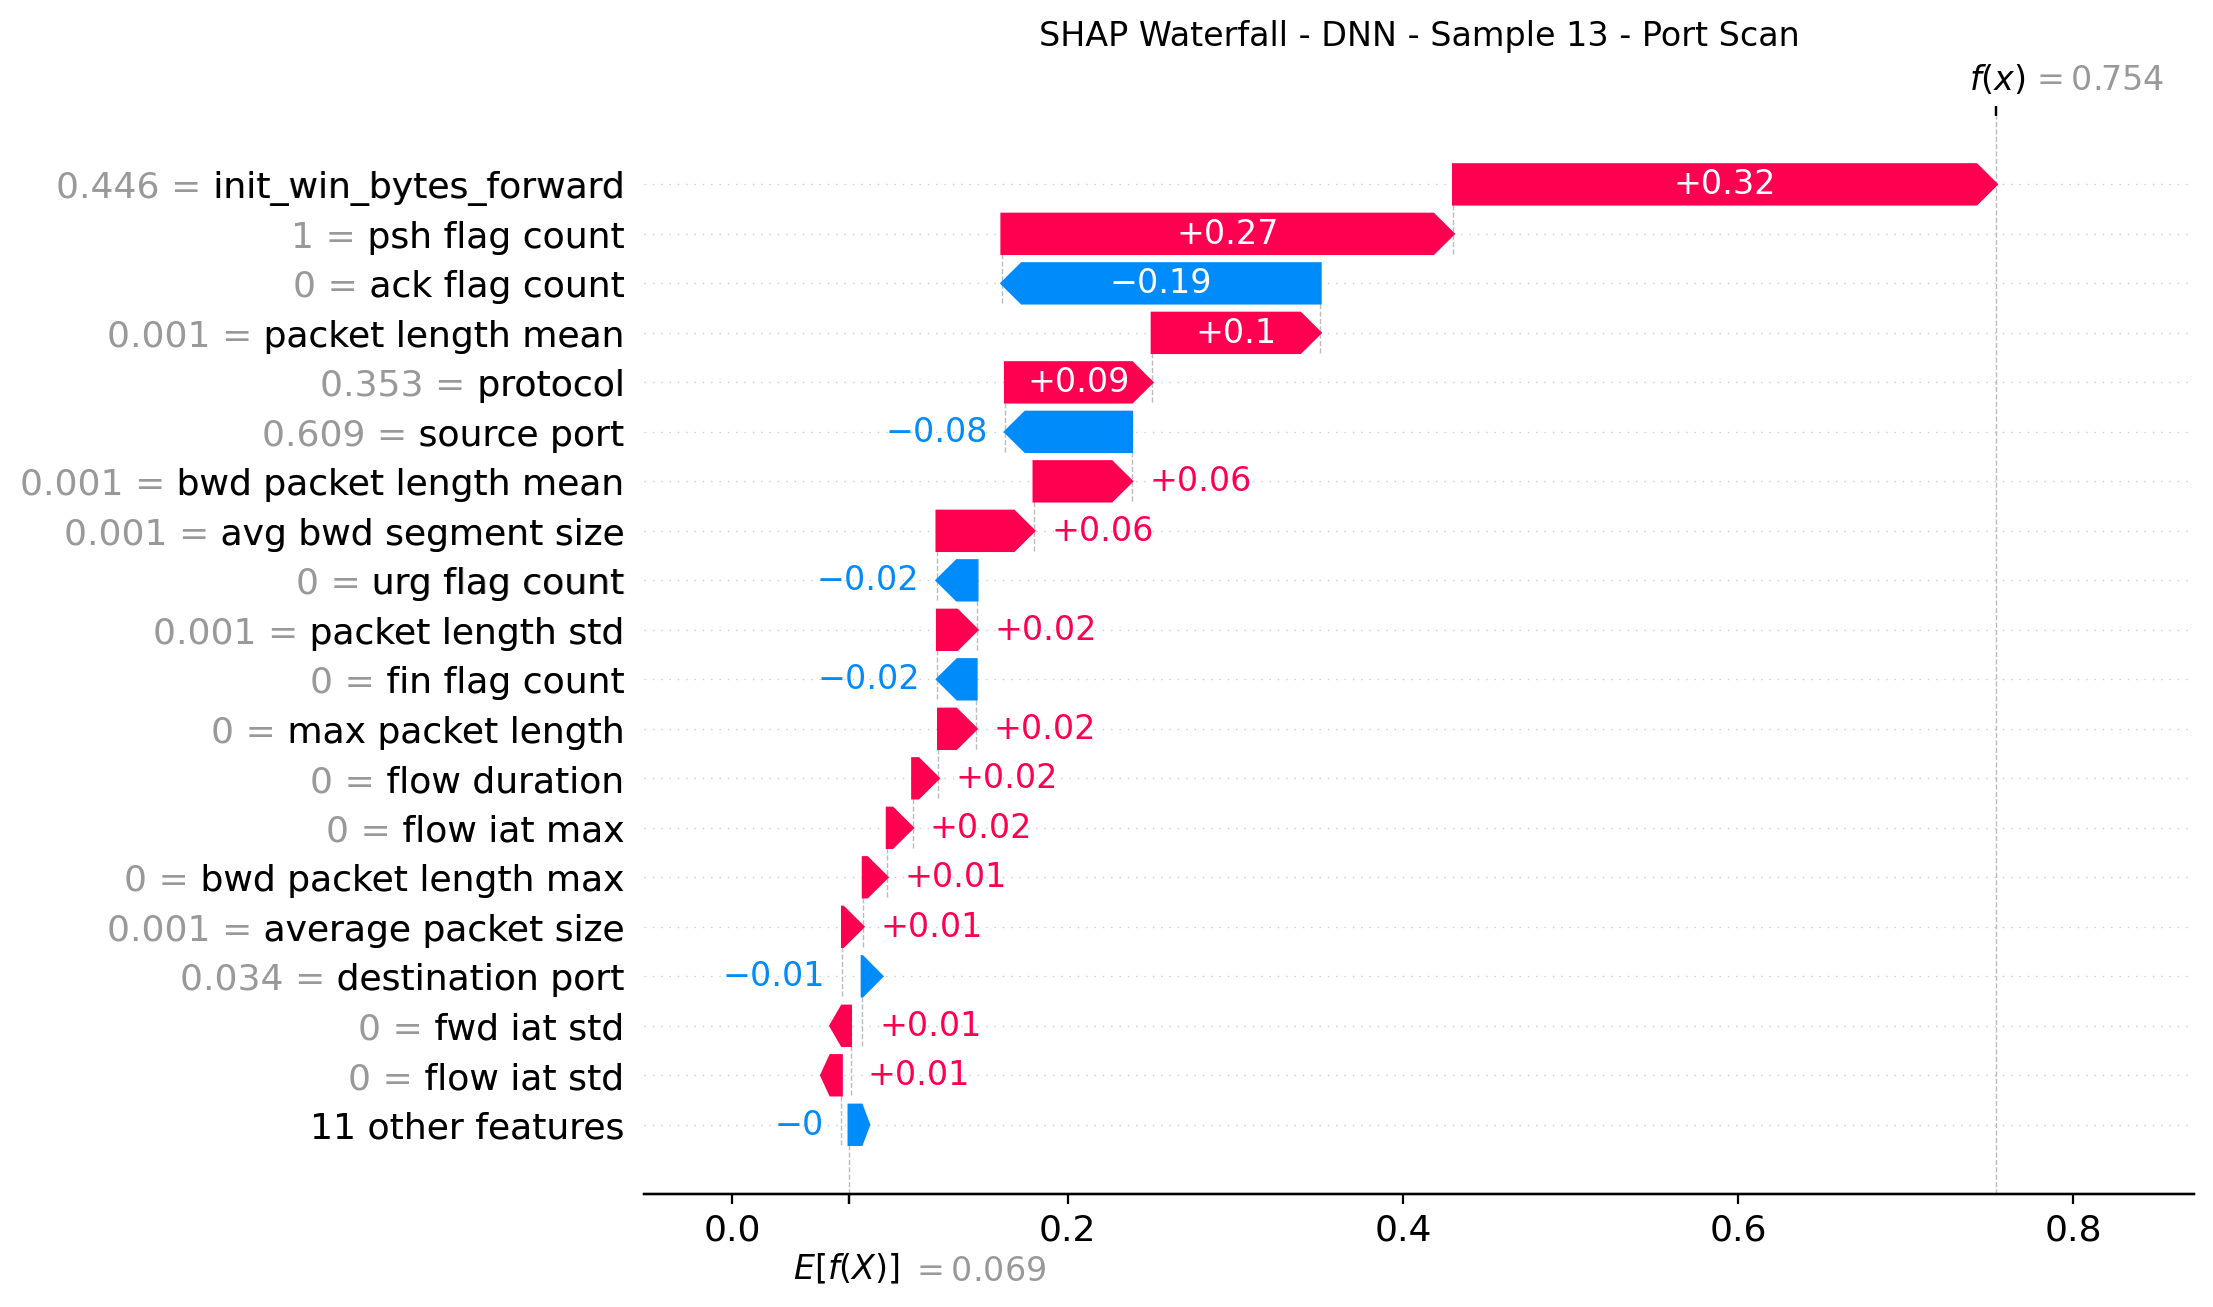 SHAP Waterfall - DNN - Sample 13 - Port Scan
f(x) = 0.754
0.446 = init_win_bytes_forward +0.32
1 = psh flag count +0.27
0 = ack flag count −0.19
0.001 = packet length mean +0.1
0.353 = protocol +0.09
0.609 = source port −0.08
0.001 = bwd packet length mean +0.06
0.001 = avg bwd segment size +0.06
0 = urg flag count −0.02
0.001 = packet length std +0.02
0 = fin flag count −0.02
0 = max packet length +0.02
0 = flow duration +0.02
0 = flow iat max +0.02
0 = bwd packet length max +0.01
0.001 = average packet size +0.01
0.034 = destination port −0.01
0 = fwd iat std +0.01
0 = flow iat std +0.01
11 other features −0
0.0 0.2 0.4 0.6 0.8
E[f(X)] = 0.069